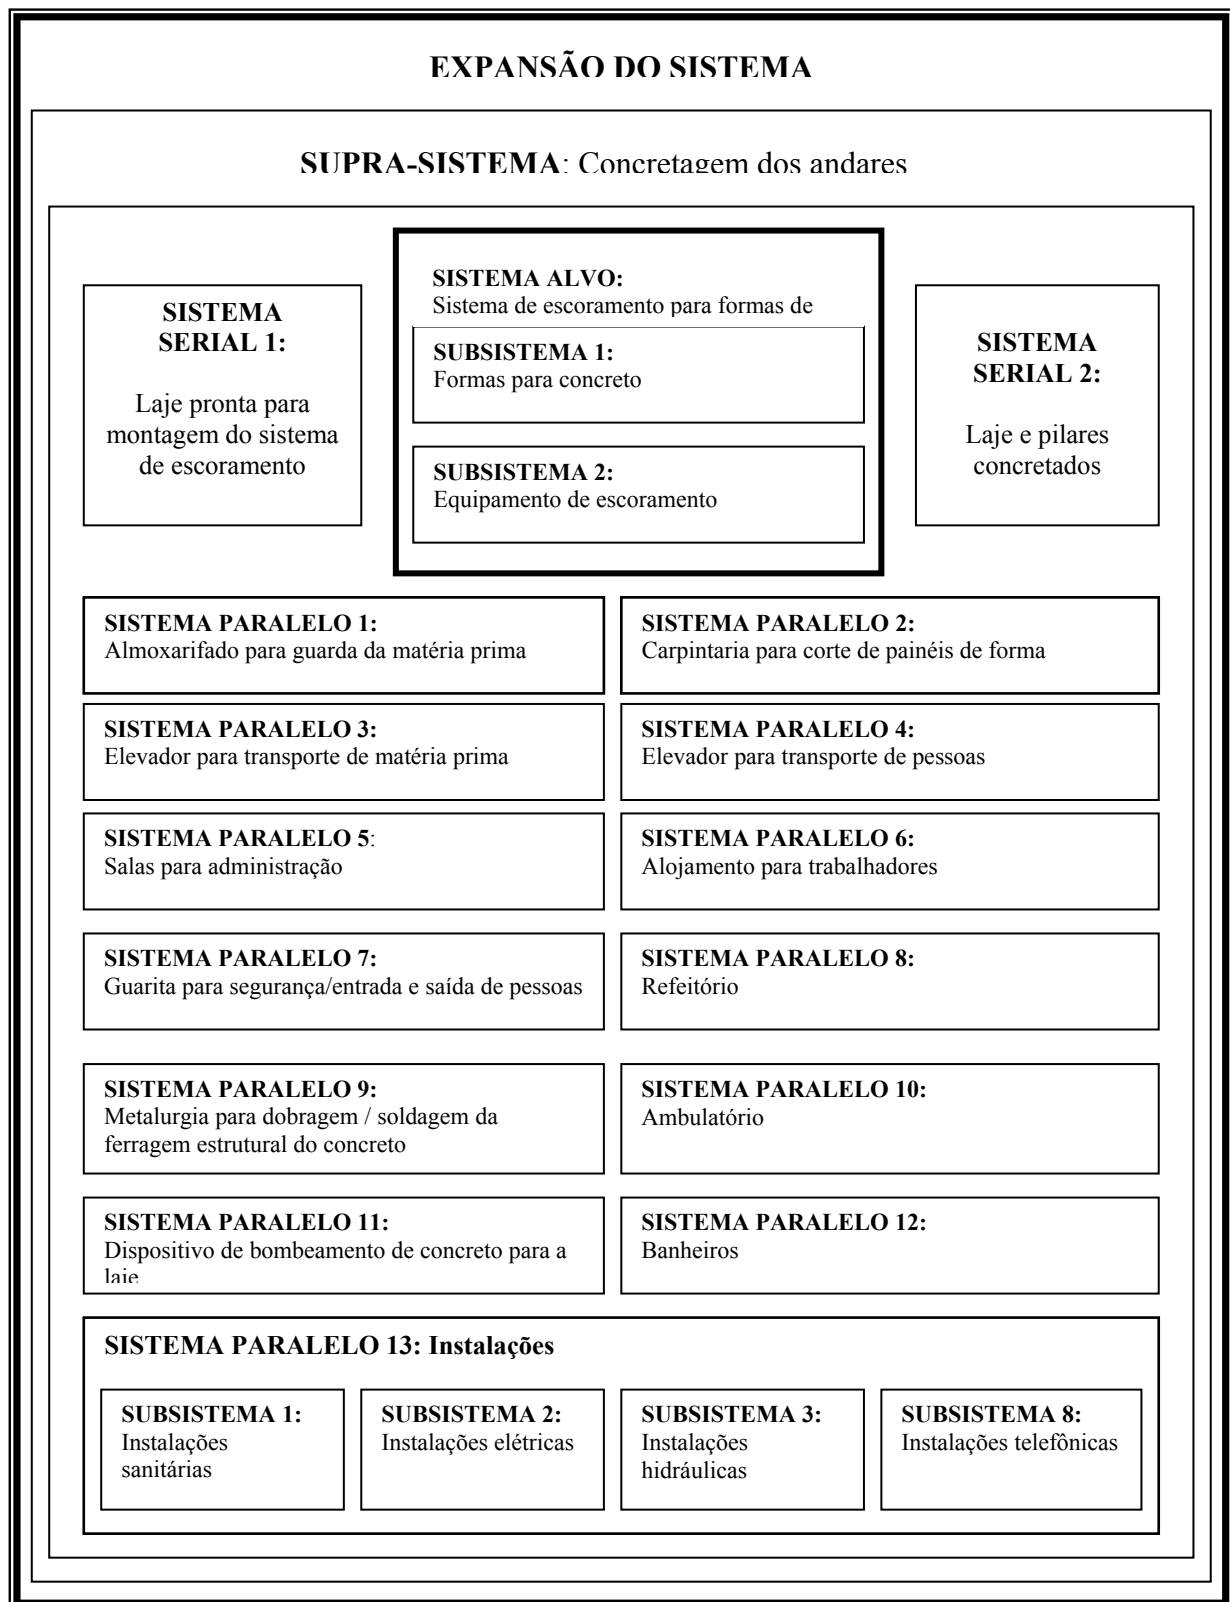 EXPANSÃO DO SISTEMA
SUPRA-SISTEMA: Concretagem dos andares
SISTEMA ALVO:
Sistema de escoramento para formas de
SISTEMA
SERIAL 1:
Laje pronta para
montagem do sistema
de escoramento
SUBSISTEMA 1:
Formas para concreto
SUBSISTEMA 2:
Equipamento de escoramento
SISTEMA
SERIAL 2:
Laje e pilares
concretados
SISTEMA PARALELO 1:
Almoxarifado para guarda da matéria prima
SISTEMA PARALELO 2:
Carpintaria para corte de painéis de forma
SISTEMA PARALELO 3:
Elevador para transporte de matéria prima
SISTEMA PARALELO 4:
Elevador para transporte de pessoas
SISTEMA PARALELO 5:
Salas para administração
SISTEMA PARALELO 6:
Alojamento para trabalhadores
SISTEMA PARALELO 7:
Guarita para segurança/entrada e saída de pessoas
SISTEMA PARALELO 8:
Refeitório
SISTEMA PARALELO 9:
Metalurgia para dobragem / soldagem da
ferragem estrutural do concreto
SISTEMA PARALELO 10:
Ambulatório
SISTEMA PARALELO 11:
Dispositivo de bombeamento de concreto para a
laje
SISTEMA PARALELO 12:
Banheiros
SISTEMA PARALELO 13: Instalações
SUBSISTEMA 1:
Instalações
sanitárias
SUBSISTEMA 2:
Instalações elétricas
SUBSISTEMA 3:
Instalações
hidráulicas
SUBSISTEMA 8:
Instalações telefônicas